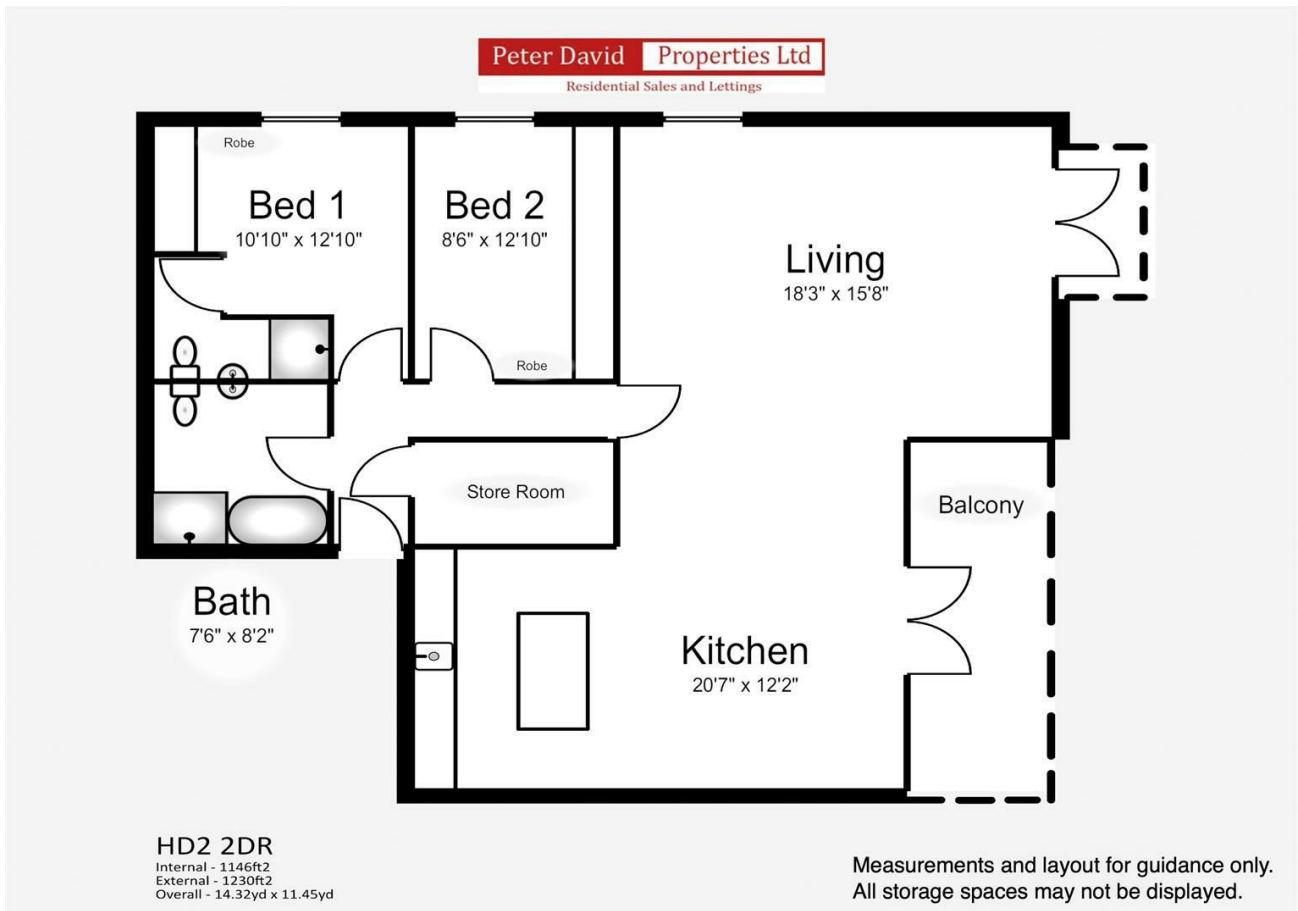 Peter David Properties Ltd
Residential Sales and Lettings
Robe
Bed 1
10'10" x 12'10"
Bed 2
8'6" x 12'10"
Robe
Living
18'3" x 15'8"
Store Room
Balcony
Bath
7'6" x 8'2"
Kitchen
20'7" x 12'2"
HD2 2DR
Internal - 1146ft2
External - 1230ft2
Overall - 14.32yd x 11.45yd
Measurements and layout for guidance only.
All storage spaces may not be displayed.